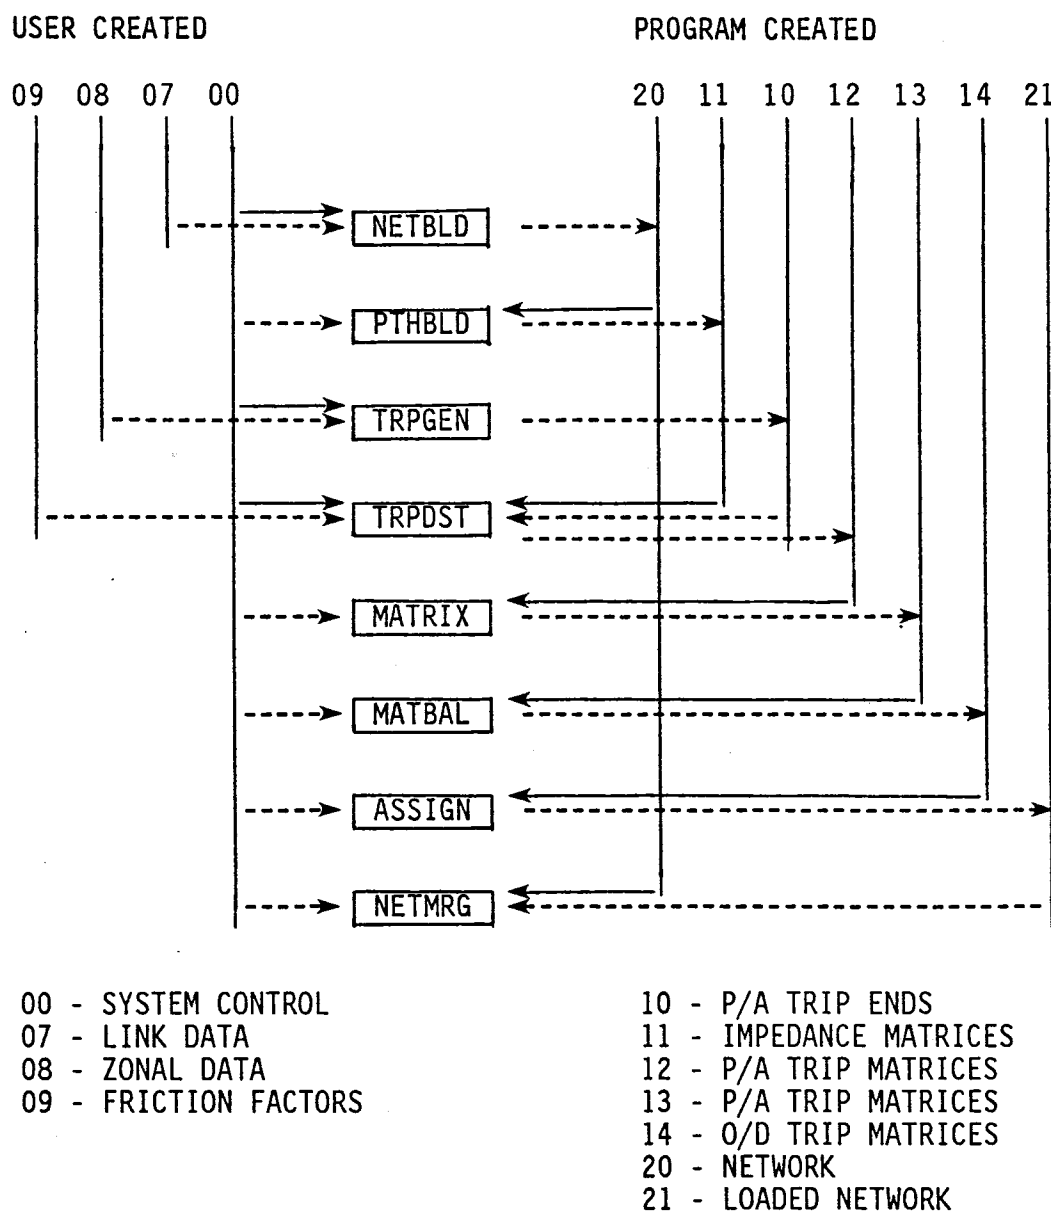 USER CREATED PROGRAM CREATED
09 08 07 00 20 11 10 12 13 14 21
NETBLD
PTHBLD
TRPGEN
TRPDST
MATRIX
MATBAL
ASSIGN
NETMRG
00 - SYSTEM CONTROL
07 - LINK DATA
08 - ZONAL DATA
09 - FRICTION FACTORS
10 - P/A TRIP ENDS
11 - IMPEDANCE MATRICES
12 - P/A TRIP MATRICES
13 - P/A TRIP MATRICES
14 - O/D TRIP MATRICES
20 - NETWORK
21 - LOADED NETWORK